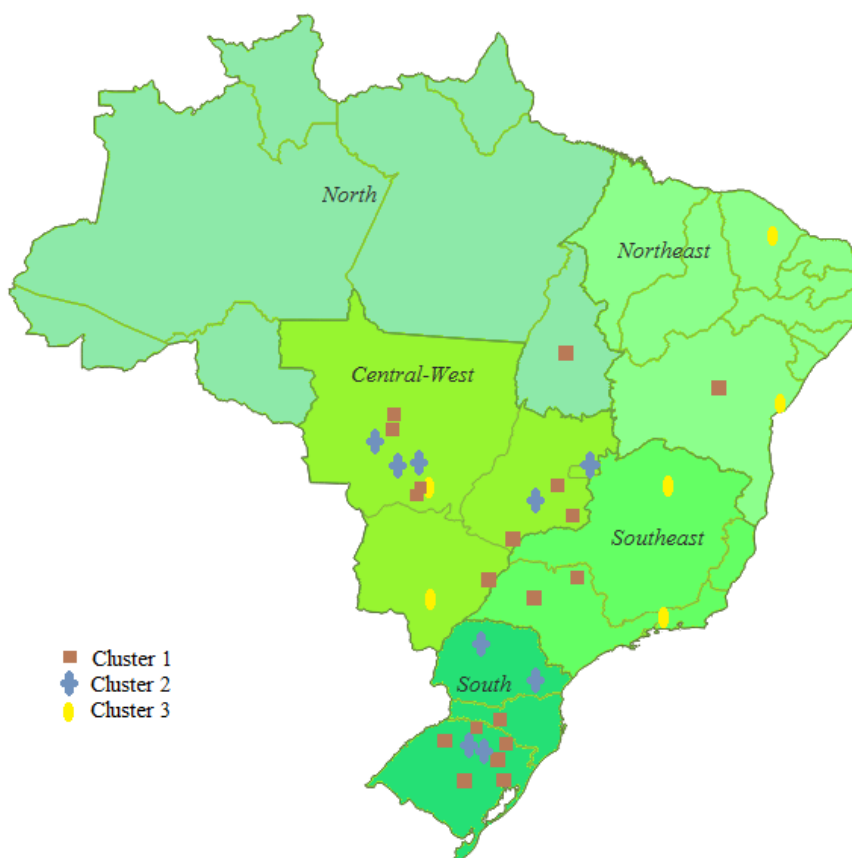 North
Northeast
Central-West
Southeast
South
Cluster 1
Cluster 2
Cluster 3